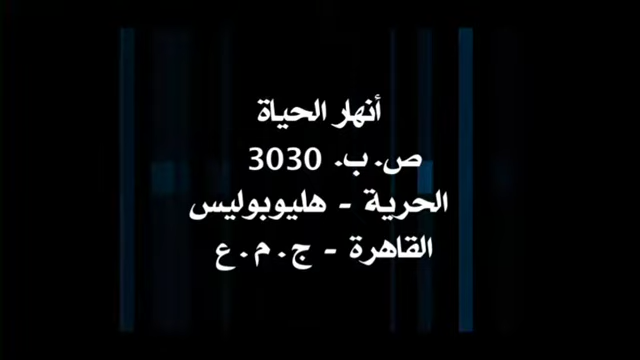 أنهار الحياة
ص. ب. 3030
الحرية - هليوبوليس
القاهرة - ج. م. ع